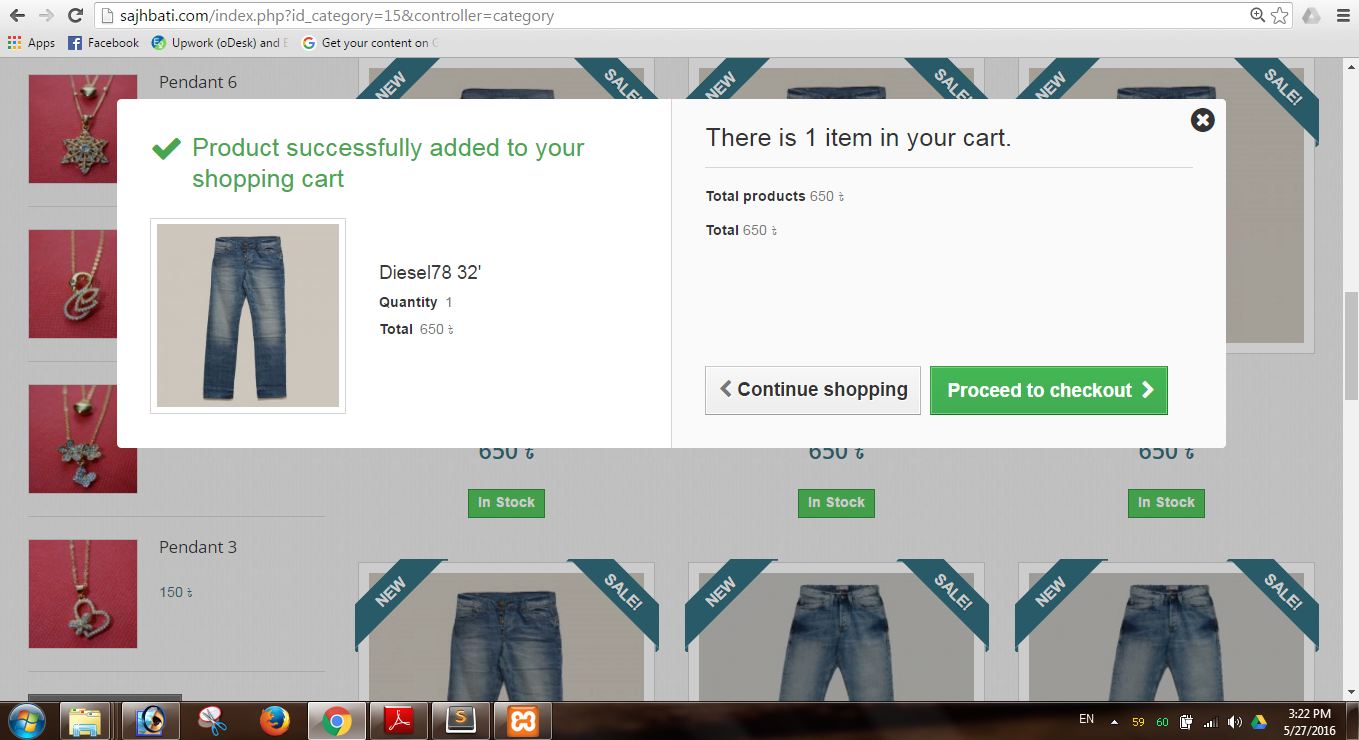 sajhbati.com/index.php?id_category=15&controller=category
Apps Facebook Upwork (oDesk) and Get your content on
Pendant 6
NEW SALE!
NEW SALE!
NEW SALE!
Product successfully added to your
shopping cart
Diesel78 32'
Quantity 1
Total 650 ৳
There is 1 item in your cart.
Total products 650 ৳
Total 650 ৳
Continue shopping
Proceed to checkout
650 ৳ 650 ৳ 650 ৳
In Stock In Stock In Stock
Pendant 3
150 ৳
NEW SALE!
NEW SALE!
NEW SALE!
EN 59 60 3:22 PM
5/27/2016